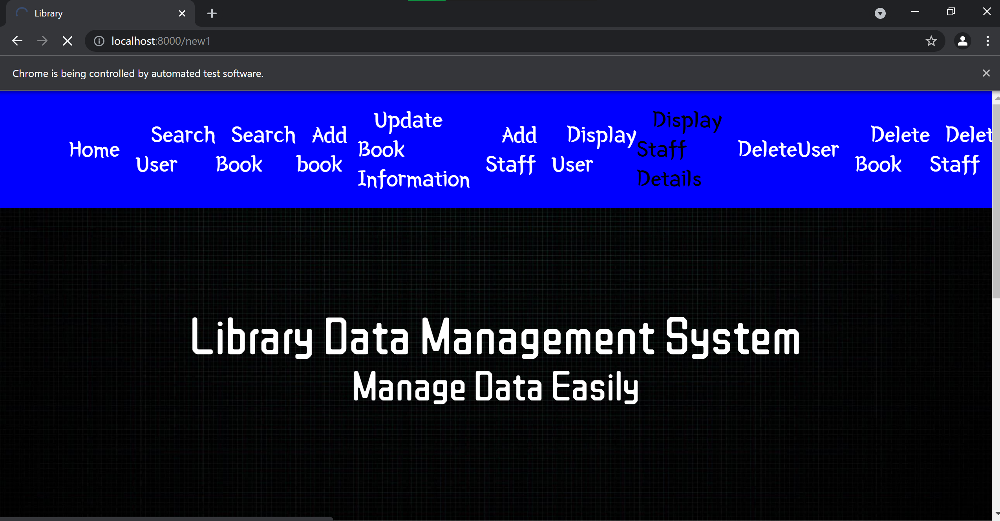 Library
localhost:8000/new1
Chrome is being controlled by automated test software.
Home
Search
User
Search
Book
Add
book
Update
Book
Information
Add
Staff
Display
User
Display
Staff
Details
DeleteUser
Delete
Book
Delet
Staff
Library Data Management System
Manage Data Easily